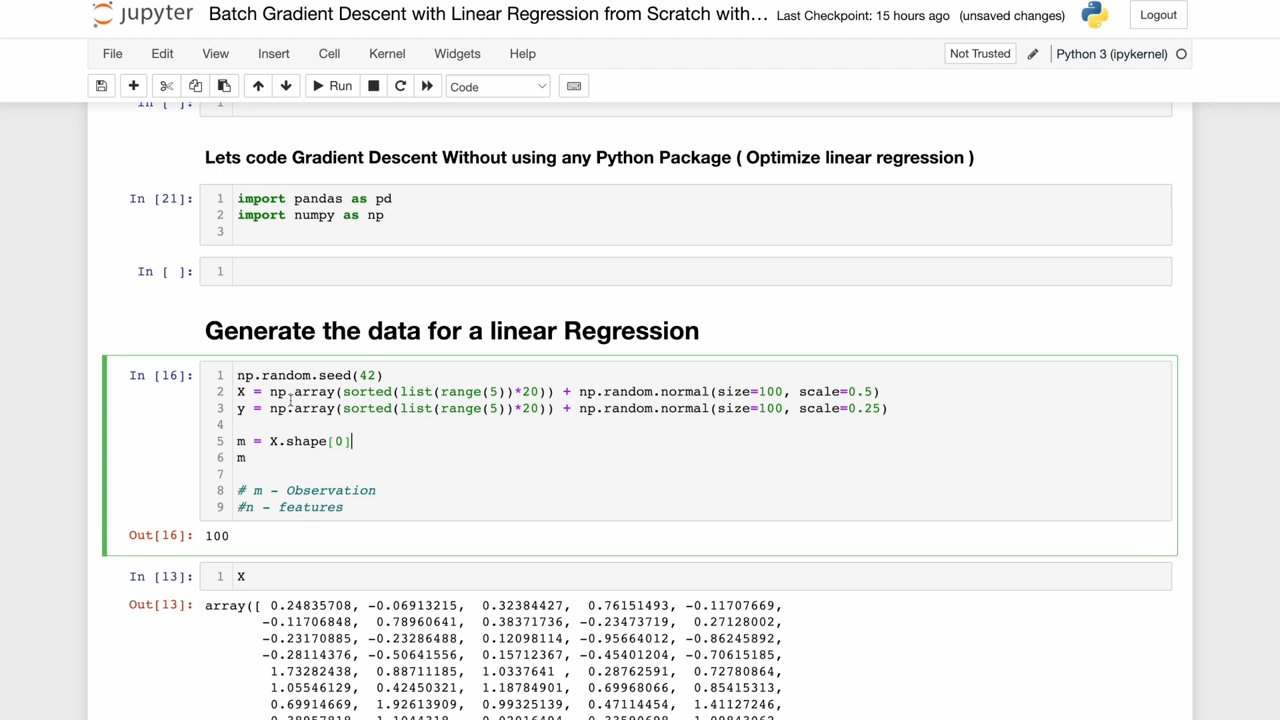 jupyter Batch Gradient Descent with Linear Regression from Scratch with... Last Checkpoint: 15 hours ago (unsaved changes) Logout
File Edit View Insert Cell Kernel Widgets Help Not Trusted Python 3 (ipykernel)
Run Code
In [ ]: 1
Lets code Gradient Descent Without using any Python Package ( Optimize linear regression )
In [21]: 1 import pandas as pd
2 import numpy as np
3
In [ ]: 1
Generate the data for a linear Regression
In [16]: 1 np.random.seed(42)
2 X = np.array(sorted(list(range(5))*20)) + np.random.normal(size=100, scale=0.5)
3 y = np.array(sorted(list(range(5))*20)) + np.random.normal(size=100, scale=0.25)
4
5 m = X.shape[0]
6 m
7
8 # m - Observation
9 #n - features
Out[16]: 100
In [13]: 1 X
Out[13]: array([ 0.24835708, -0.06913215, 0.32384427, 0.76151493, -0.11707669,
-0.11706848, 0.78960641, 0.38371736, -0.23473719, 0.27128002,
-0.23170885, -0.23286488, 0.12098114, -0.95664012, -0.86245892,
-0.28114376, -0.50641556, 0.15712367, -0.45401204, -0.70615185,
1.73282438, 0.88711185, 1.0337641 , 0.28762591, 0.72780864,
1.05546129, 0.42450321, 1.18784901, 0.69968066, 0.85415313,
0.69914669, 1.92613909, 0.99325139, 0.47114454, 1.41127246,